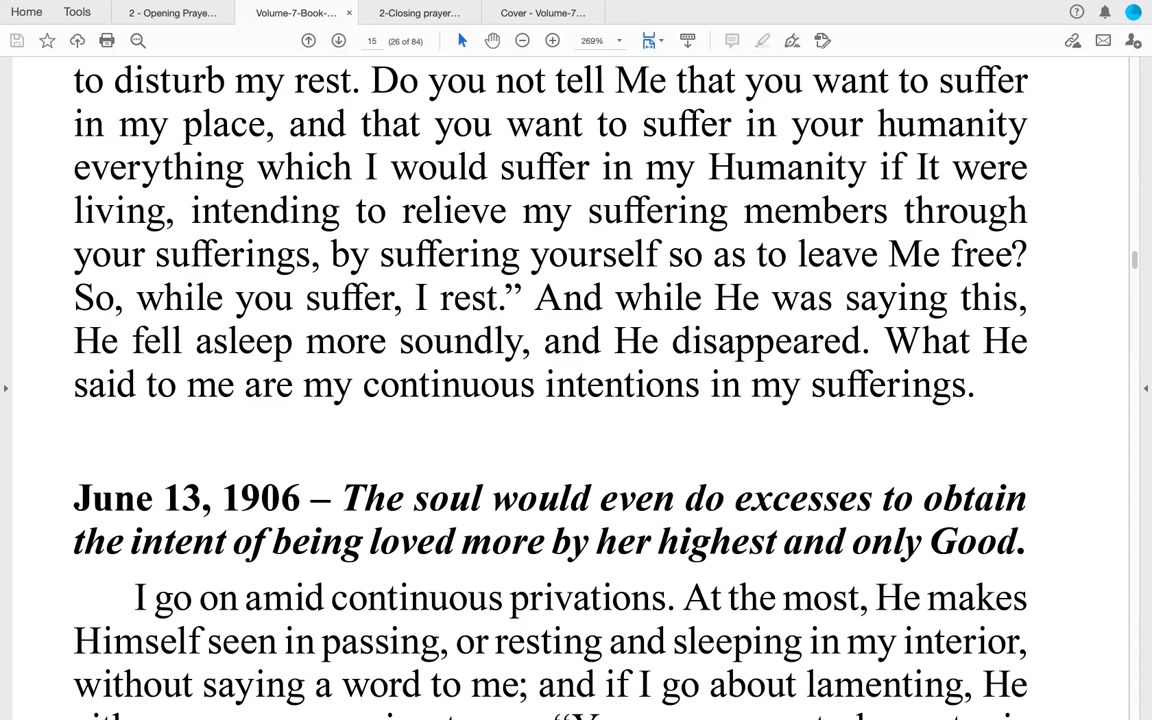 Home Tools 2 - Opening Praye... Volume-7-Book-... × 2-Closing prayer... Cover - Volume-7...
15 (26 of 84) 269%
to disturb my rest. Do you not tell Me that you want to suffer
in my place, and that you want to suffer in your humanity
everything which I would suffer in my Humanity if It were
living, intending to relieve my suffering members through
your sufferings, by suffering yourself so as to leave Me free?
So, while you suffer, I rest.” And while He was saying this,
He fell asleep more soundly, and He disappeared. What He
said to me are my continuous intentions in my sufferings.
June 13, 1906 – The soul would even do excesses to obtain
the intent of being loved more by her highest and only Good.
I go on amid continuous privations. At the most, He makes
Himself seen in passing, or resting and sleeping in my interior,
without saying a word to me; and if I go about lamenting, He